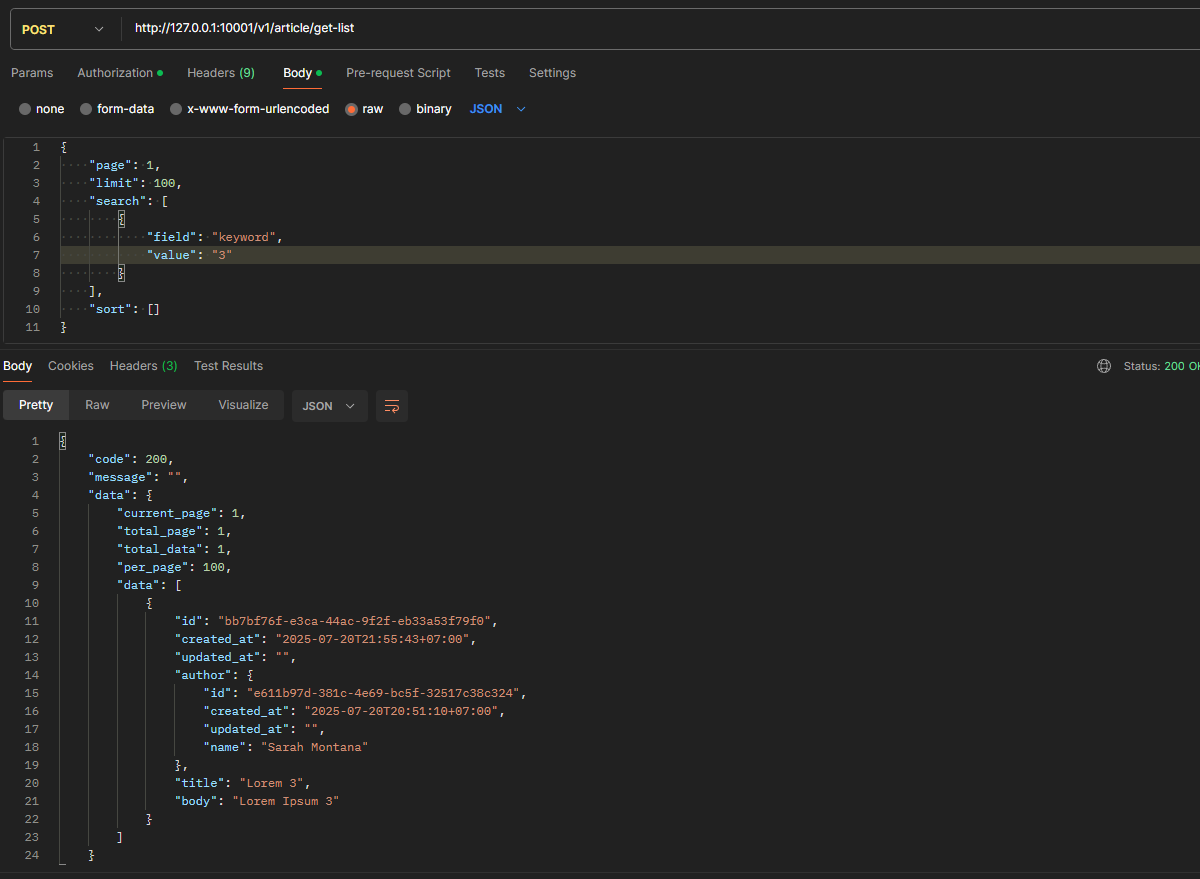 POST http://127.0.0.1:10001/v1/article/get-list
Params Authorization Headers (9) Body Pre-request Script Tests Settings
none form-data x-www-form-urlencoded raw binary JSON
1 {
2 "page": 1,
3 "limit": 100,
4 "search": [
5 {
6 "field": "keyword",
7 "value": "3"
8 }
9 ],
10 "sort": []
11 }
Body Cookies Headers (3) Test Results Status: 200 OK
Pretty Raw Preview Visualize JSON
1 {
2 "code": 200,
3 "message": "",
4 "data": {
5 "current_page": 1,
6 "total_page": 1,
7 "total_data": 1,
8 "per_page": 100,
9 "data": [
10 {
11 "id": "bb7bf76f-e3ca-44ac-9f2f-eb33a53f79f0",
12 "created_at": "2025-07-20T21:55:43+07:00",
13 "updated_at": "",
14 "author": {
15 "id": "e611b97d-381c-4e69-bc5f-32517c38c324",
16 "created_at": "2025-07-20T20:51:10+07:00",
17 "updated_at": "",
18 "name": "Sarah Montana"
19 },
20 "title": "Lorem 3",
21 "body": "Lorem Ipsum 3"
22 }
23 ]
24 }